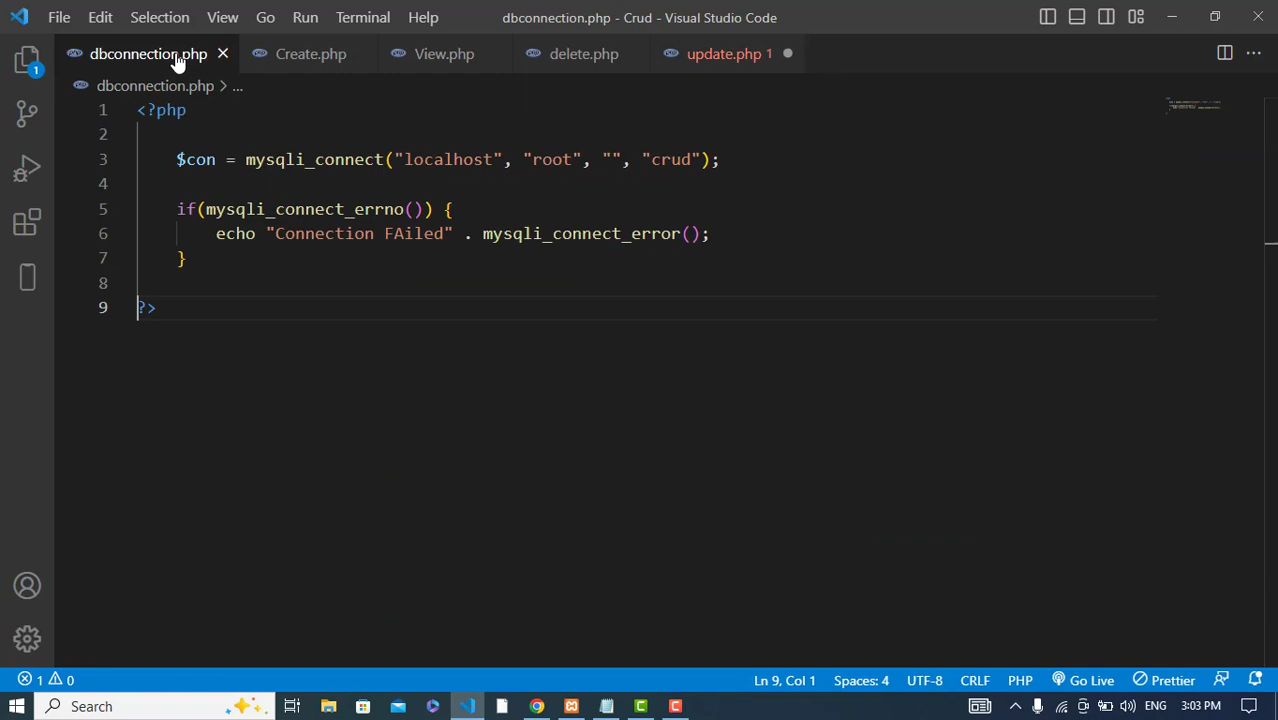 File Edit Selection View Go Run Terminal Help dbconnection.php - Crud - Visual Studio Code
dbconnection.php Create.php View.php delete.php update.php 1
dbconnection.php > ...
1 <?php
2
3 $con = mysqli_connect("localhost", "root", "", "crud");
4
5 if(mysqli_connect_errno()) {
6 echo "Connection FAiled" . mysqli_connect_error();
7 }
8
9 ?>
1
1 0 Ln 9, Col 1 Spaces: 4 UTF-8 CRLF PHP Go Live Prettier
Search ENG 3:03 PM